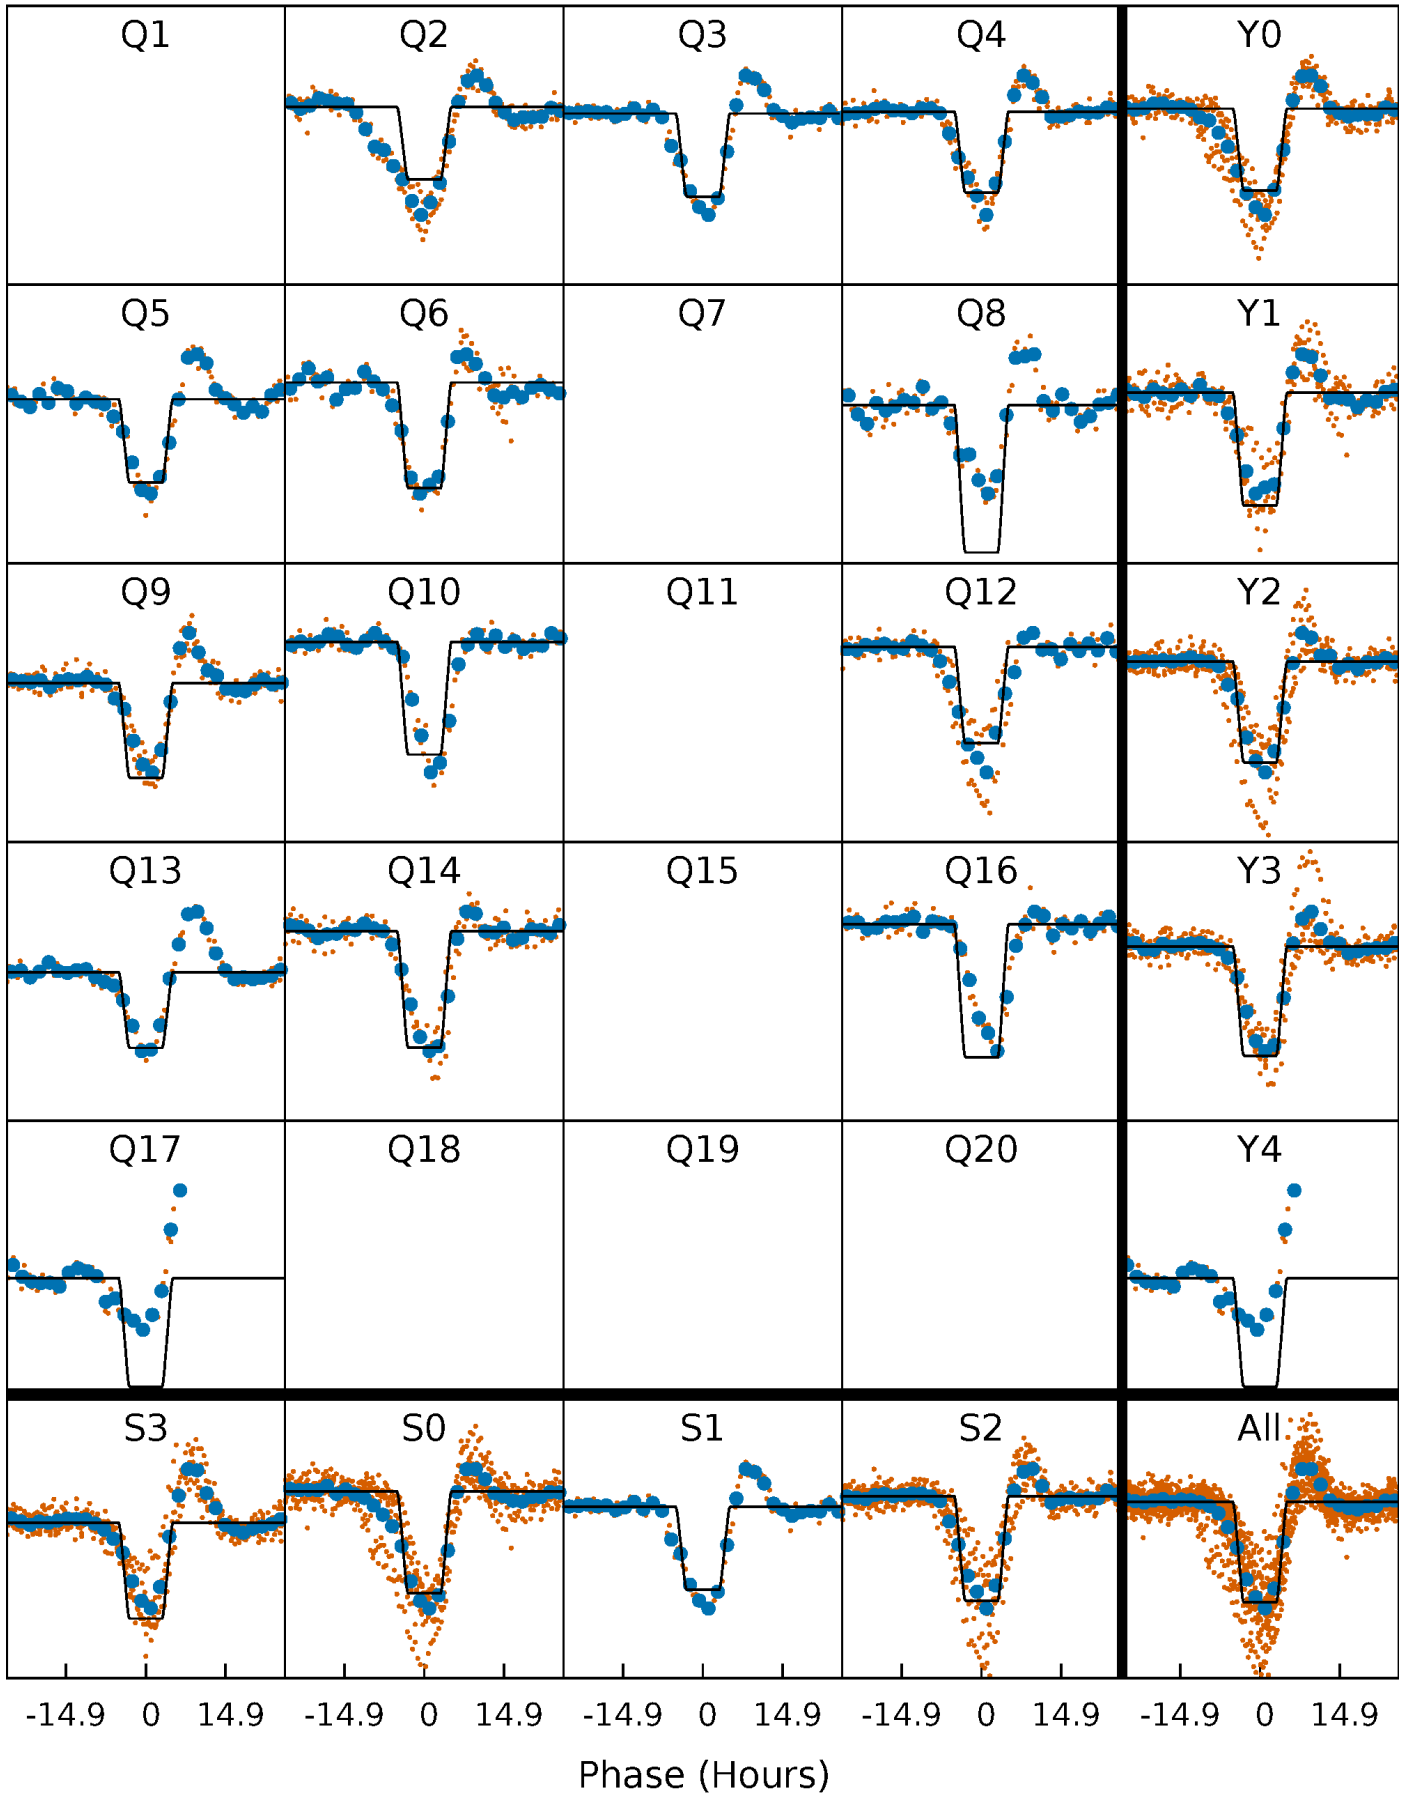 Q1 Q2 Q3 Q4 Y0
Q5 Q6 Q7 Q8 Y1
Q9 Q10 Q11 Q12 Y2
Q13 Q14 Q15 Q16 Y3
Q17 Q18 Q19 Q20 Y4
S3 S0 S1 S2 All
-14.9 0 14.9 -14.9 0 14.9 -14.9 0 14.9 -14.9 0 14.9 -14.9 0 14.9
Phase (Hours)